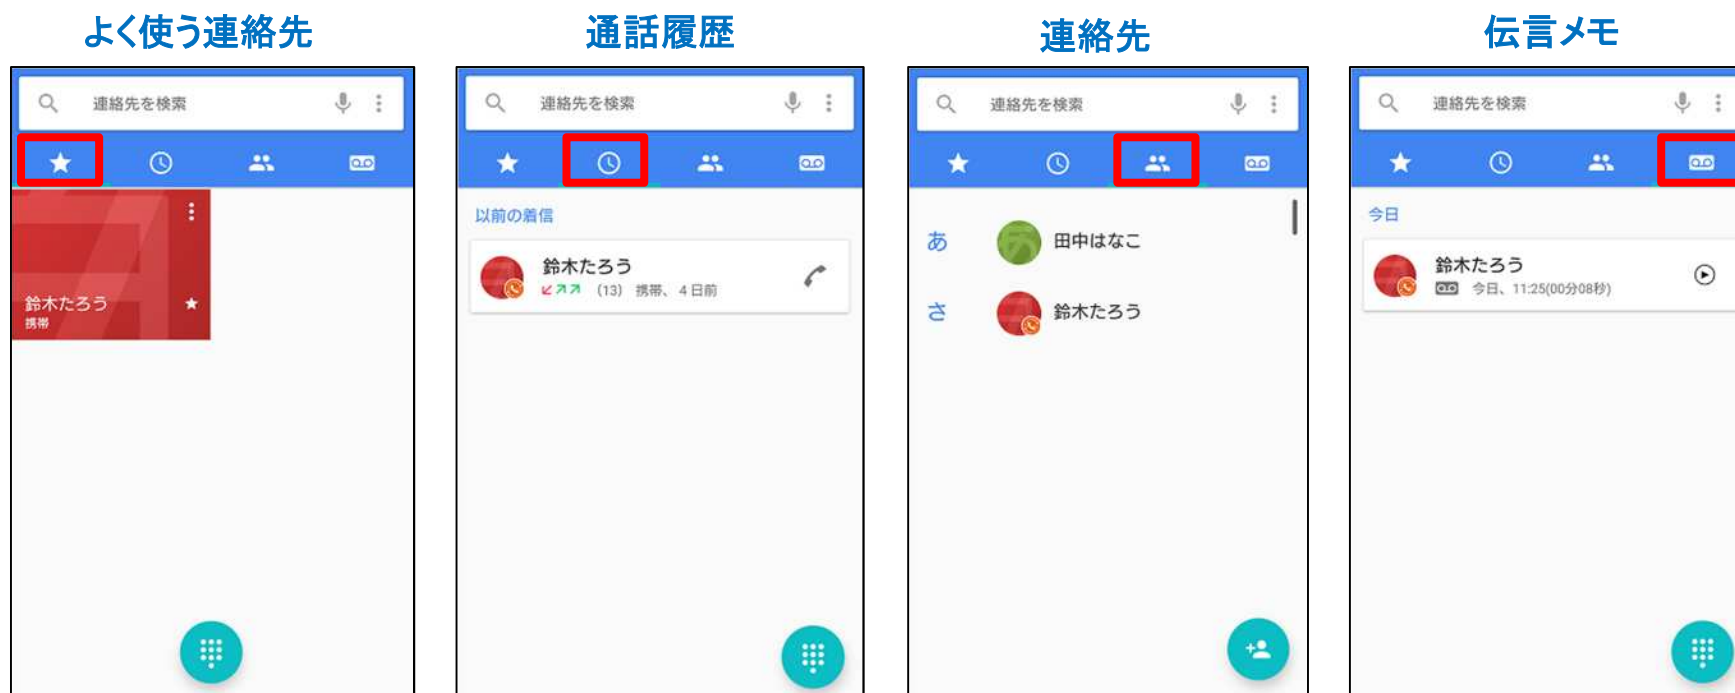 よく使う連絡先
連絡先を検索
鈴木たろう
携帯
通話履歴
連絡先を検索
以前の着信
鈴木たろう
(13) 携帯、4日前
連絡先
連絡先を検索
あ
田中はなこ
さ
鈴木たろう
伝言メモ
連絡先を検索
今日
鈴木たろう
今日、11:25(00分08秒)